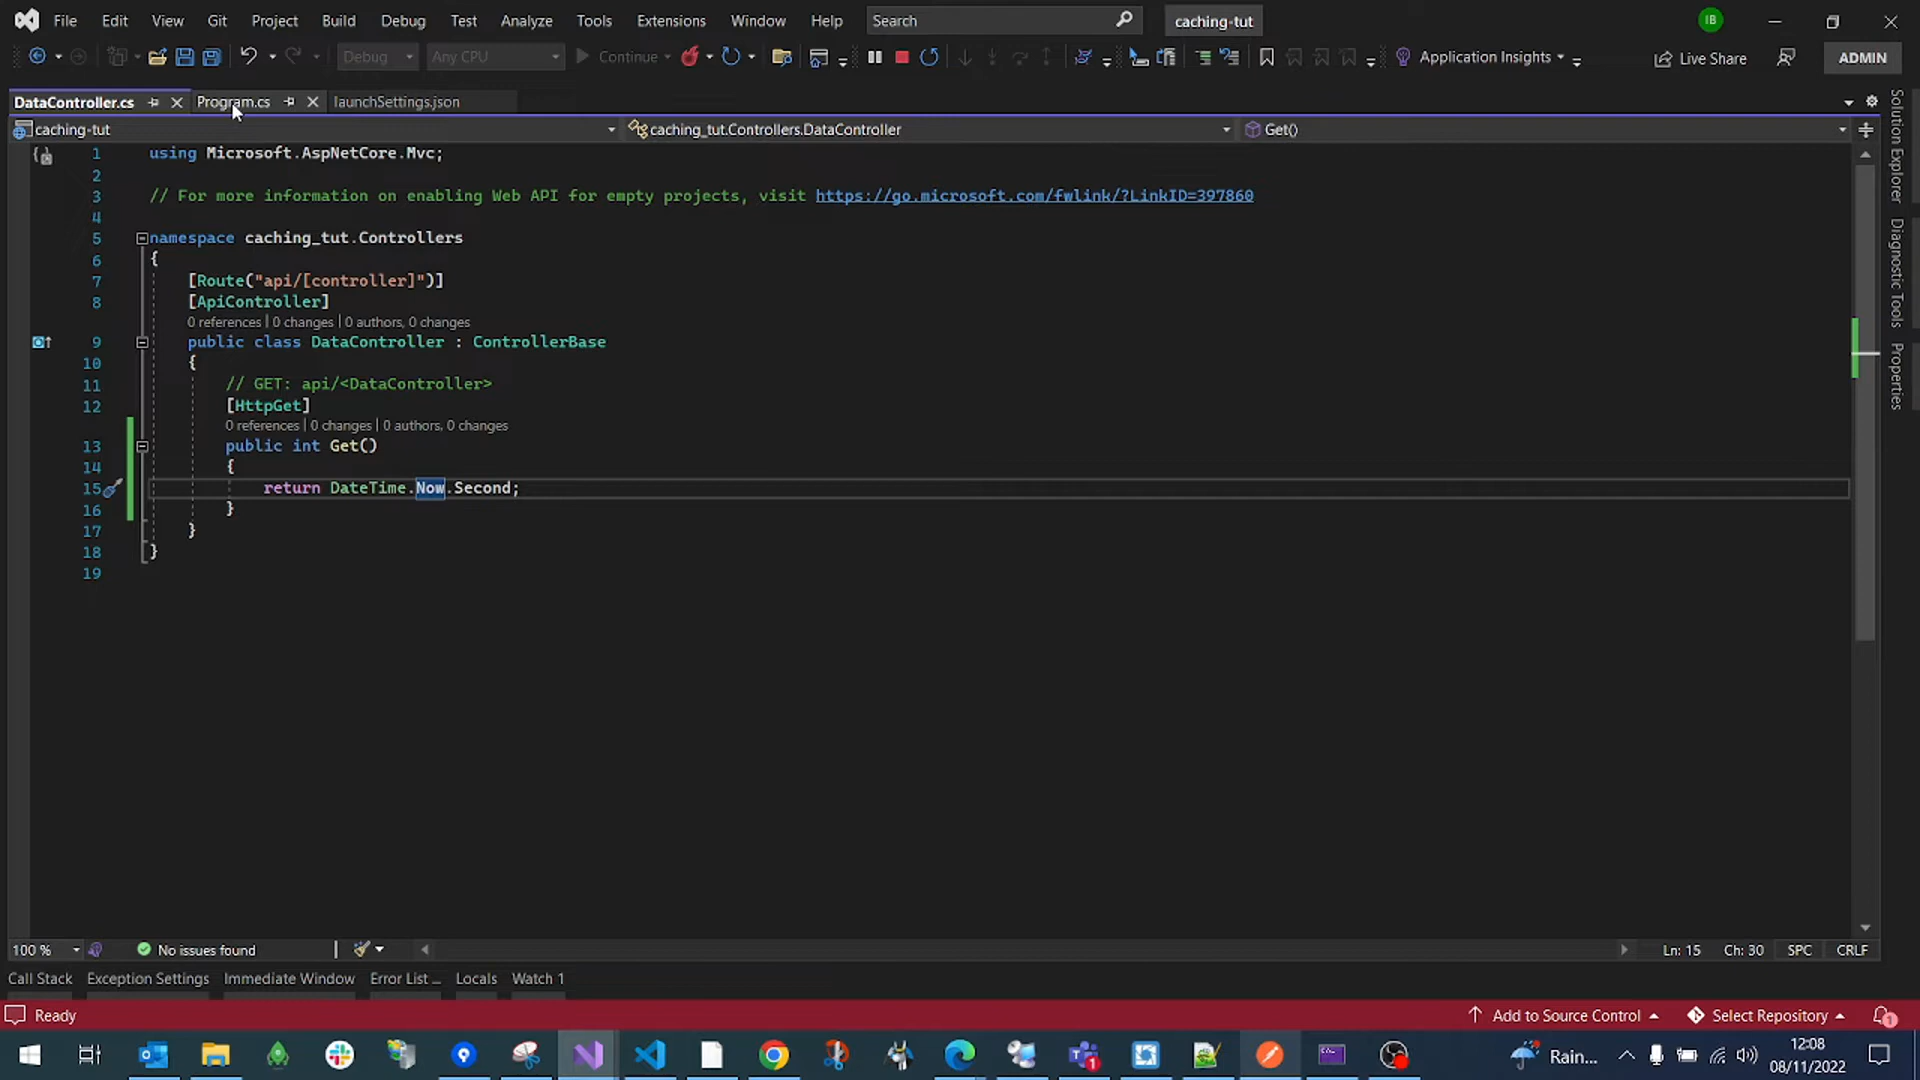 File Edit View Git Project Build Debug Test Analyze Tools Extensions Window Help Search caching-tut IB
Debug Any CPU Continue Application Insights Live Share ADMIN
DataController.cs Program.cs launchSettings.json
caching-tut caching_tut.Controllers.DataController Get()
1 using Microsoft.AspNetCore.Mvc;
2
3 // For more information on enabling Web API for empty projects, visit https://go.microsoft.com/fwlink/?LinkID=397860
4
5 namespace caching_tut.Controllers
6 {
7 [Route("api/[controller]")]
8 [ApiController]
0 references | 0 changes | 0 authors, 0 changes
9 public class DataController : ControllerBase
10 {
11 // GET: api/<DataController>
12 [HttpGet]
0 references | 0 changes | 0 authors, 0 changes
13 public int Get()
14 {
15 return DateTime.Now.Second;
16 }
17 }
18 }
19
Solution Explorer
Diagnostic Tools
Properties
100 % No issues found Ln: 15 Ch: 30 SPC CRLF
Call Stack Exception Settings Immediate Window Error List ... Locals Watch 1
Ready Add to Source Control Select Repository 1
1 Rain... 12:08
08/11/2022